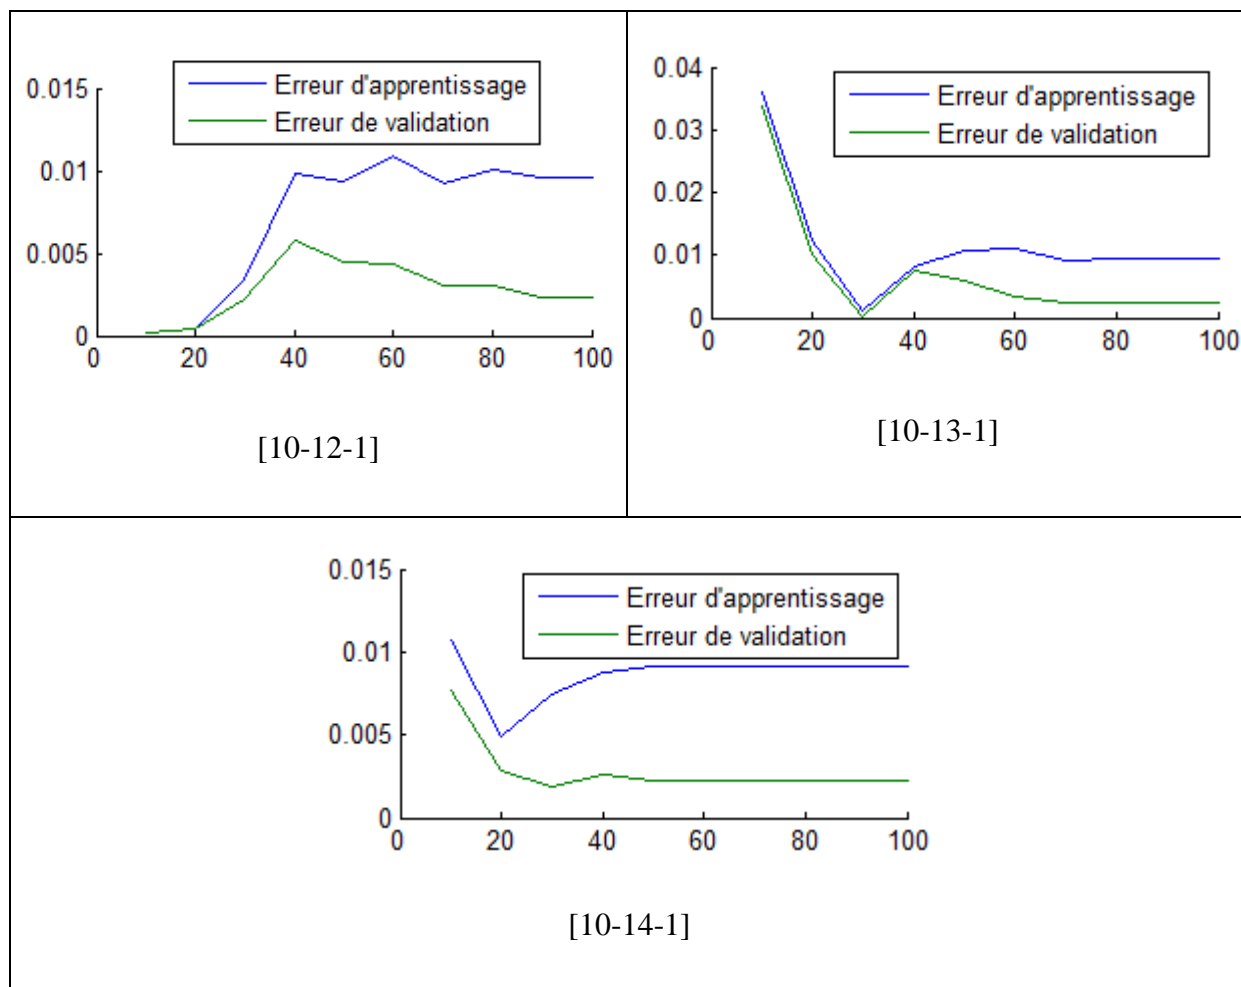 0.015
0.01
0.005
0
0 20 40 60 80 100
Erreur d'apprentissage
Erreur de validation
[10-12-1]
0.04
0.03
0.02
0.01
0
0 20 40 60 80 100
Erreur d'apprentissage
Erreur de validation
[10-13-1]
0.015
0.01
0.005
0
0 20 40 60 80 100
Erreur d'apprentissage
Erreur de validation
[10-14-1]